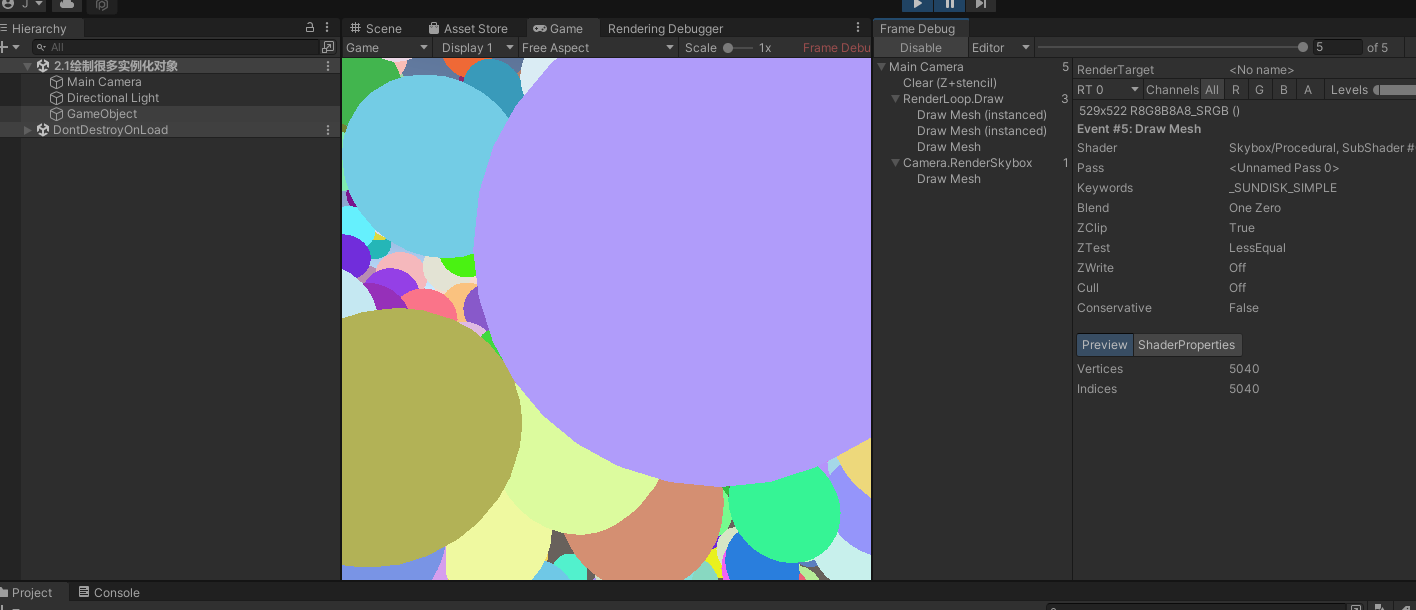 J
Hierarchy
All
2.1绘制很多实例化对象
Main Camera
Directional Light
GameObject
DontDestroyOnLoad
Scene
Asset Store
Game
Rendering Debugger
Game
Display 1
Free Aspect
Scale
1x
Frame Debu
Frame Debug
Disable
Editor
5
of 5
Main Camera
5
Clear (Z+stencil)
RenderLoop.Draw
3
Draw Mesh (instanced)
Draw Mesh (instanced)
Draw Mesh
Camera.RenderSkybox
1
Draw Mesh
RenderTarget
<No name>
RT 0
Channels
All
R
G
B
A
Levels
529x522 R8G8B8A8_SRGB ()
Event #5: Draw Mesh
Shader
Skybox/Procedural, SubShader #
Pass
<Unnamed Pass 0>
Keywords
_SUNDISK_SIMPLE
Blend
One Zero
ZClip
True
ZTest
LessEqual
ZWrite
Off
Cull
Off
Conservative
False
Preview
ShaderProperties
Vertices
5040
Indices
5040
Project
Console